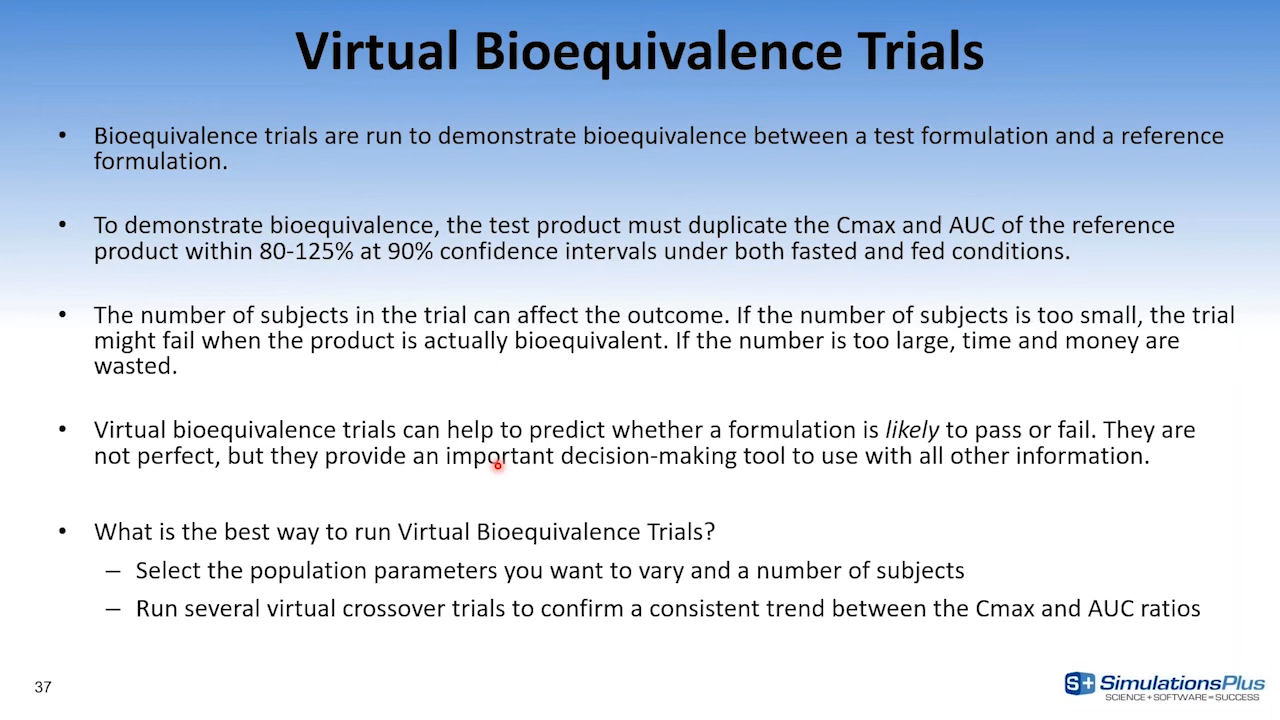 Virtual Bioequivalence Trials
• Bioequivalence trials are run to demonstrate bioequivalence between a test formulation and a reference
formulation.
• To demonstrate bioequivalence, the test product must duplicate the Cmax and AUC of the reference
product within 80-125% at 90% confidence intervals under both fasted and fed conditions.
• The number of subjects in the trial can affect the outcome. If the number of subjects is too small, the trial
might fail when the product is actually bioequivalent. If the number is too large, time and money are
wasted.
• Virtual bioequivalence trials can help to predict whether a formulation is likely to pass or fail. They are
not perfect, but they provide an important decision-making tool to use with all other information.
• What is the best way to run Virtual Bioequivalence Trials?
– Select the population parameters you want to vary and a number of subjects
– Run several virtual crossover trials to confirm a consistent trend between the Cmax and AUC ratios
37
S+ SimulationsPlus
SCIENCE+SOFTWARE=SUCCESS